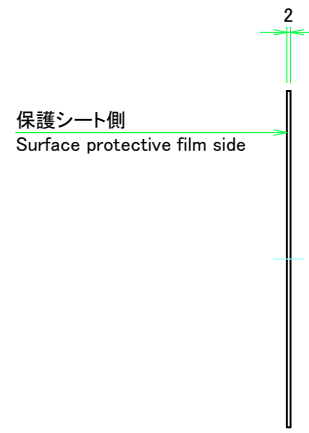 2
保護シート側
Surface protective film side